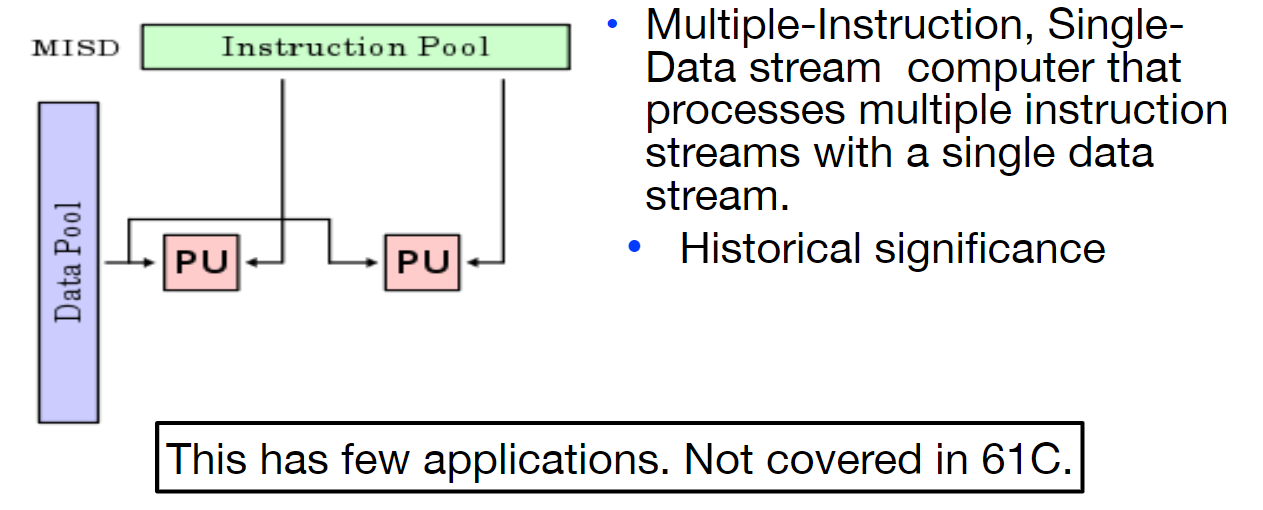 MISD
Instruction Pool
Data Pool
PU
PU
• Multiple-Instruction, Single-
Data stream  computer that
processes multiple instruction
streams with a single data
stream.
• Historical significance
This has few applications. Not covered in 61C.